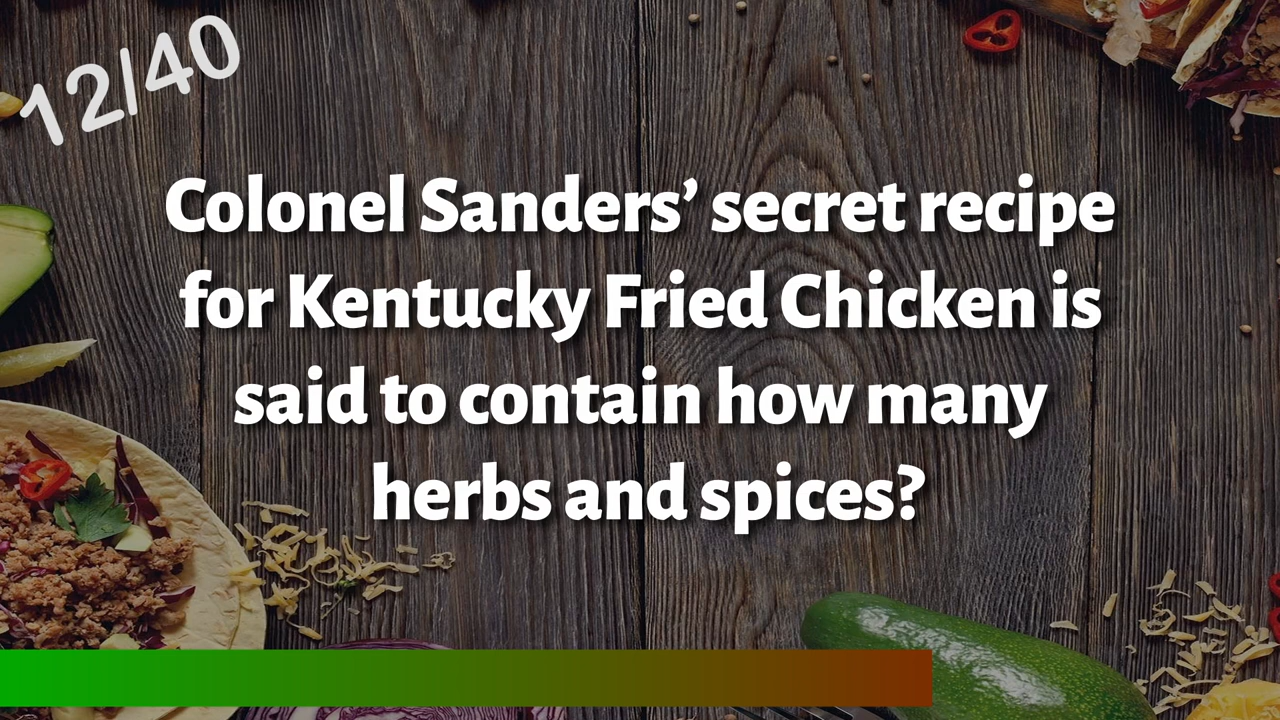 12/40
Colonel Sanders’ secret recipe
for Kentucky Fried Chicken is
said to contain how many
herbs and spices?